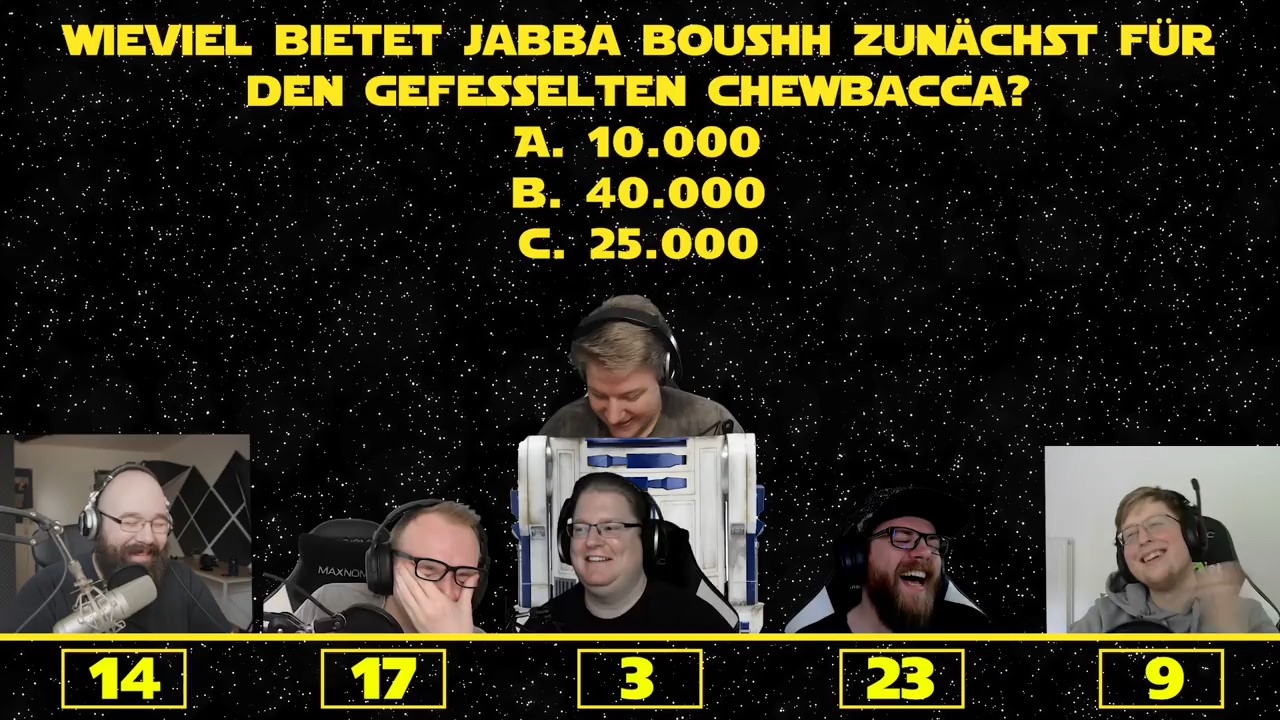 WIEVIEL BIETET JABBA BOUSHH ZUNÄCHST FÜR
DEN GEFESSELTEN CHEWBACCA?
A. 10.000
B. 40.000
C. 25.000
MAXNOM
14
17
3
23
9